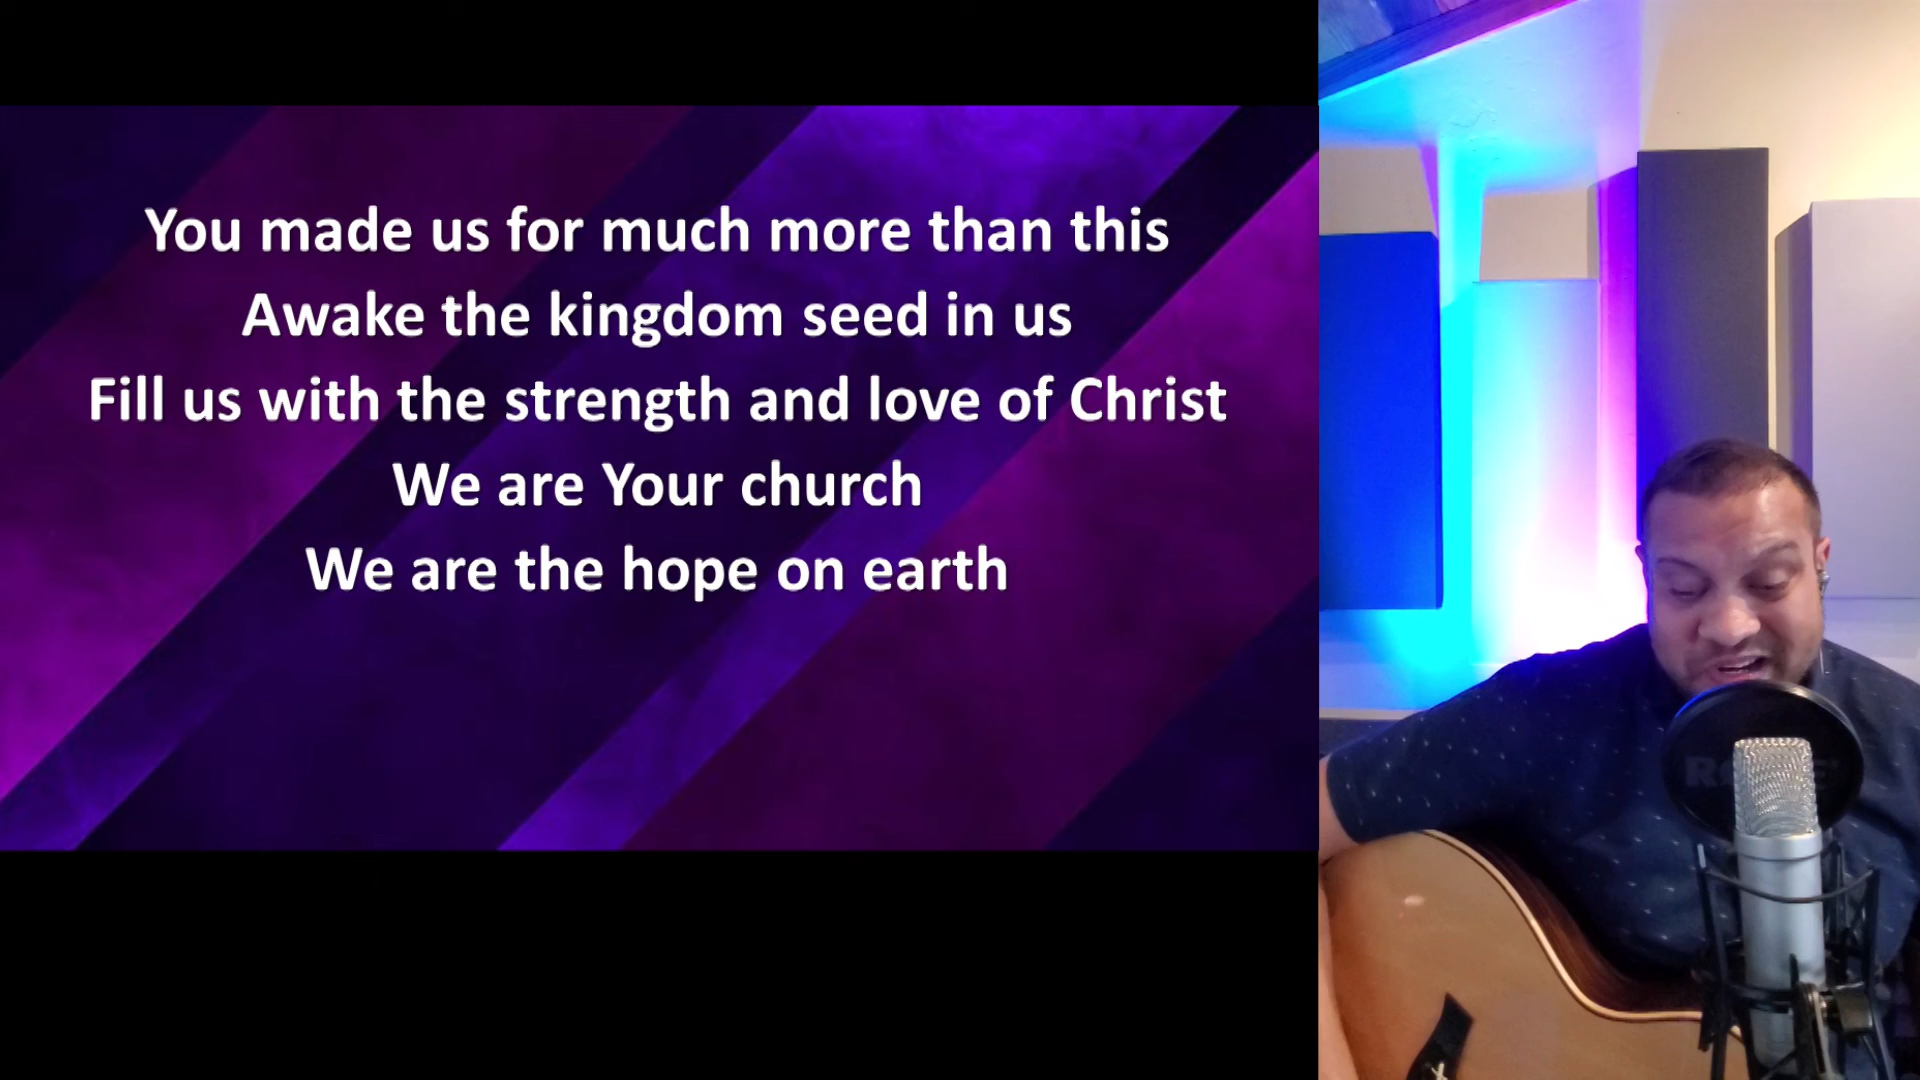 You made us for much more than this
Awake the kingdom seed in us
Fill us with the strength and love of Christ
We are Your church
We are the hope on earth